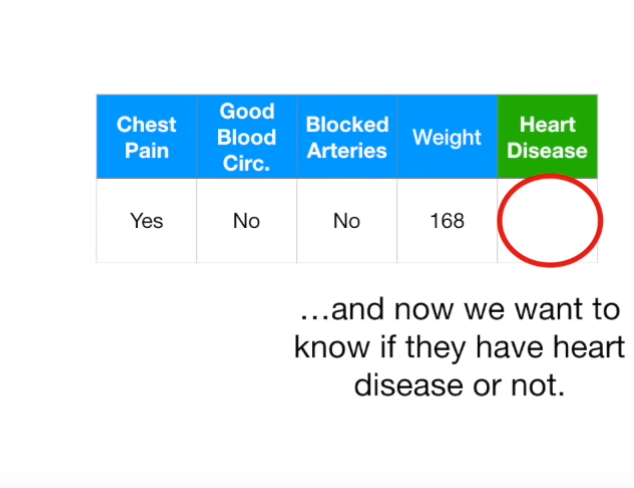 Chest Pain
Good Blood Circ.
Blocked Arteries
Weight
Heart Disease
Yes
No
No
168
...and now we want to
know if they have heart
disease or not.